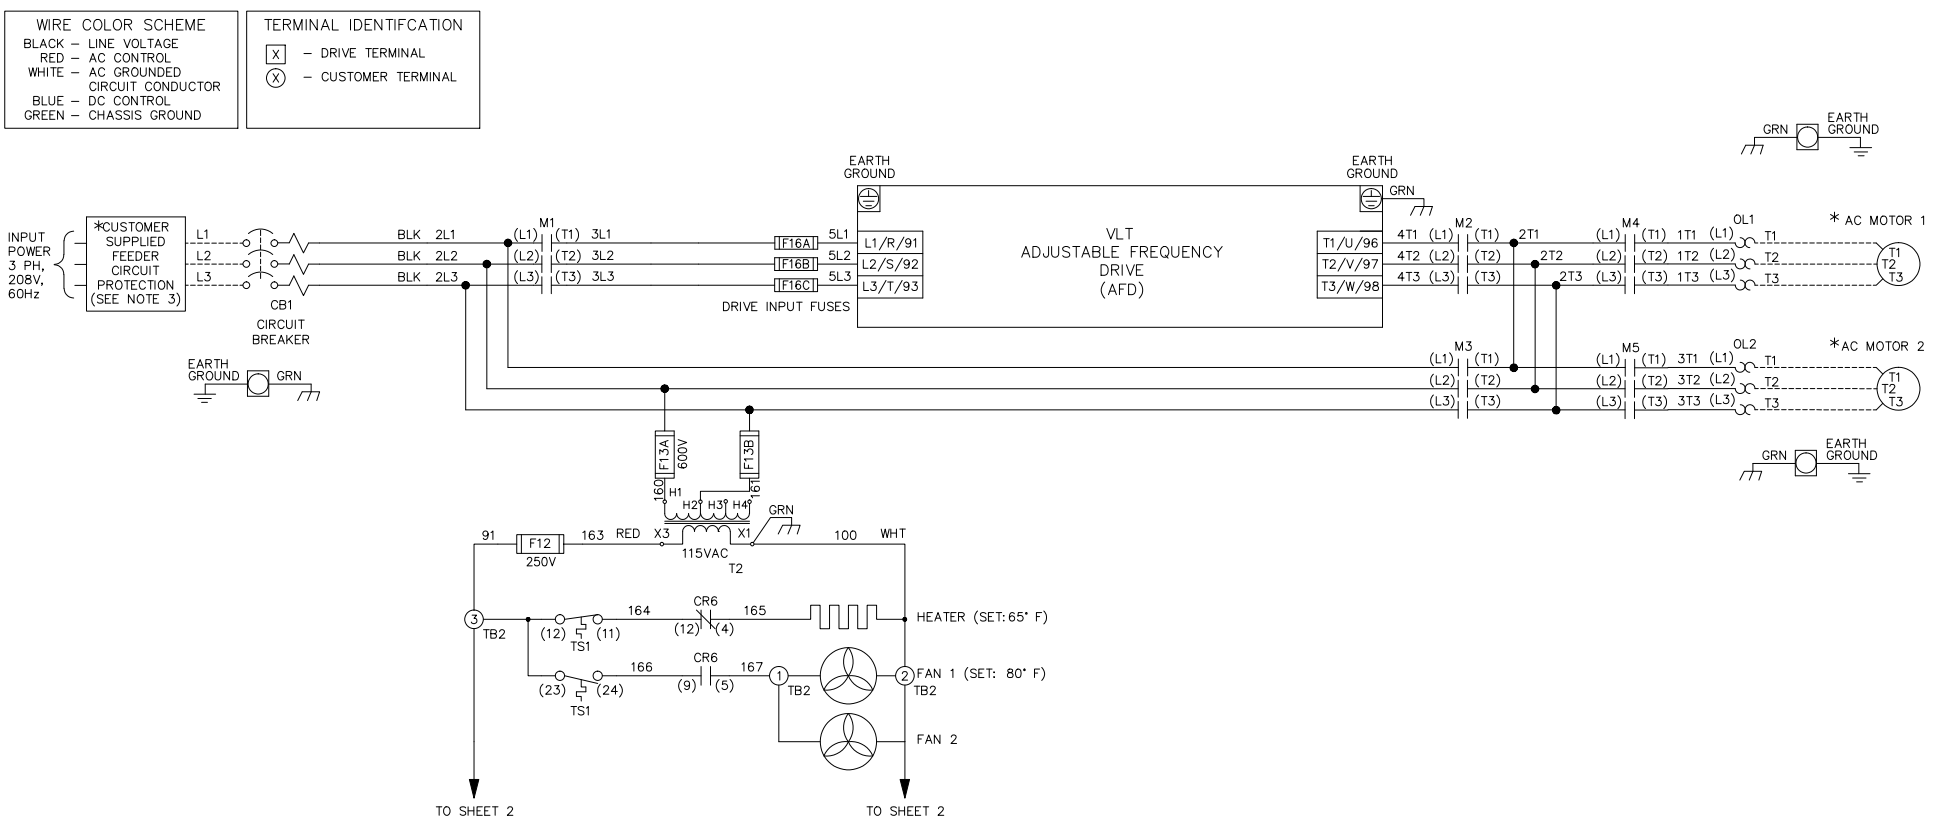 WIRE COLOR SCHEME
BLACK – LINE VOLTAGE
RED – AC CONTROL
WHITE – AC GROUNDED
CIRCUIT CONDUCTOR
BLUE – DC CONTROL
GREEN – CHASSIS GROUND
TERMINAL IDENTIFCATION
X – DRIVE TERMINAL
X – CUSTOMER TERMINAL
GRN
EARTH
GROUND
EARTH
GROUND
EARTH
GROUND
GRN
INPUT
POWER
3 PH,
208V,
60Hz
*CUSTOMER
SUPPLIED
FEEDER
CIRCUIT
PROTECTION
(SEE NOTE 3)
L1
L2
L3
CB1
CIRCUIT
BREAKER
BLK 2L1
BLK 2L2
BLK 2L3
M1
(L1) (T1) 3L1
(L2) (T2) 3L2
(L3) (T3) 3L3
F16A 5L1
F16B 5L2
F16C 5L3
DRIVE INPUT FUSES
L1/R/91
L2/S/92
L3/T/93
VLT
ADJUSTABLE FREQUENCY
DRIVE
(AFD)
T1/U/96
T2/V/97
T3/W/98
M2
4T1 (L1) (T1) 2T1
4T2 (L2) (T2) 2T2
4T3 (L3) (T3) 2T3
M4
(L1) (T1) 1T1 (L1)
(L2) (T2) 1T2 (L2)
(L3) (T3) 1T3 (L3)
OL1
T1
T2
T3
* AC MOTOR 1
T1
T2
T3
EARTH
GROUND
GRN
M3
(L1) (T1)
(L2) (T2)
(L3) (T3)
M5
(L1) (T1) 3T1 (L1)
(L2) (T2) 3T2 (L2)
(L3) (T3) 3T3 (L3)
OL2
T1
T2
T3
*AC MOTOR 2
T1
T2
T3
GRN
EARTH
GROUND
F13A
600V
F13B
160
161
H1
H2
H3
H4
GRN
91
F12
250V
163 RED X3
X1
115VAC
T2
100 WHT
3
TB2
(12) (11)
TS1
164
CR6
(12) (4)
165
HEATER (SET:65° F)
(23) (24)
TS1
166
CR6
(9) (5)
167
1
TB2
2
TB2
FAN 1 (SET: 80° F)
FAN 2
TO SHEET 2
TO SHEET 2